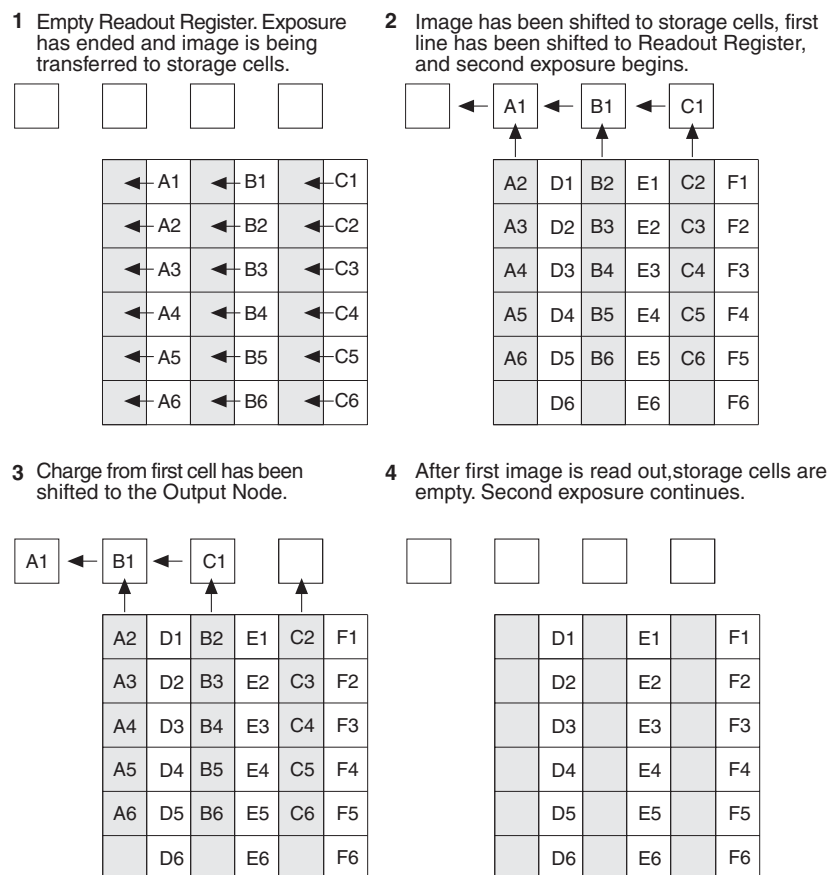 1 Empty Readout Register. Exposure
has ended and image is being
transferred to storage cells.
A1 B1 C1
A2 B2 C2
A3 B3 C3
A4 B4 C4
A5 B5 C5
A6 B6 C6
2 Image has been shifted to storage cells, first
line has been shifted to Readout Register,
and second exposure begins.
A1 B1 C1
A2 D1 B2 E1 C2 F1
A3 D2 B3 E2 C3 F2
A4 D3 B4 E3 C4 F3
A5 D4 B5 E4 C5 F4
A6 D5 B6 E5 C6 F5
D6 E6 F6
3 Charge from first cell has been
shifted to the Output Node.
A1 B1 C1
A2 D1 B2 E1 C2 F1
A3 D2 B3 E2 C3 F2
A4 D3 B4 E3 C4 F3
A5 D4 B5 E4 C5 F4
A6 D5 B6 E5 C6 F5
D6 E6 F6
4 After first image is read out,storage cells are
empty. Second exposure continues.
D1 E1 F1
D2 E2 F2
D3 E3 F3
D4 E4 F4
D5 E5 F5
D6 E6 F6